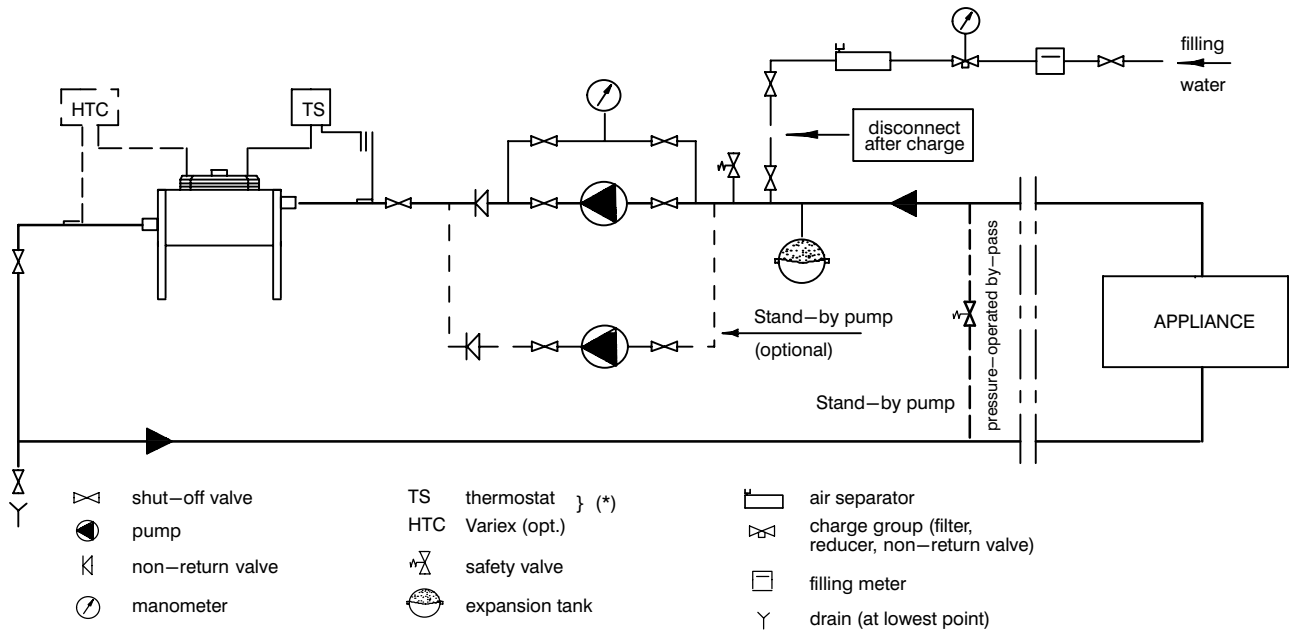 filling
water
HTC
TS
disconnect
after charge
Stand—by pump
(optional)
pressure—operated by—pass
APPLIANCE
Stand—by pump
shut—off valve
pump
non—return valve
manometer
TS thermostat } (*)
HTC Variex (opt.)
safety valve
expansion tank
air separator
charge group (filter,
reducer, non—return valve)
filling meter
drain (at lowest point)